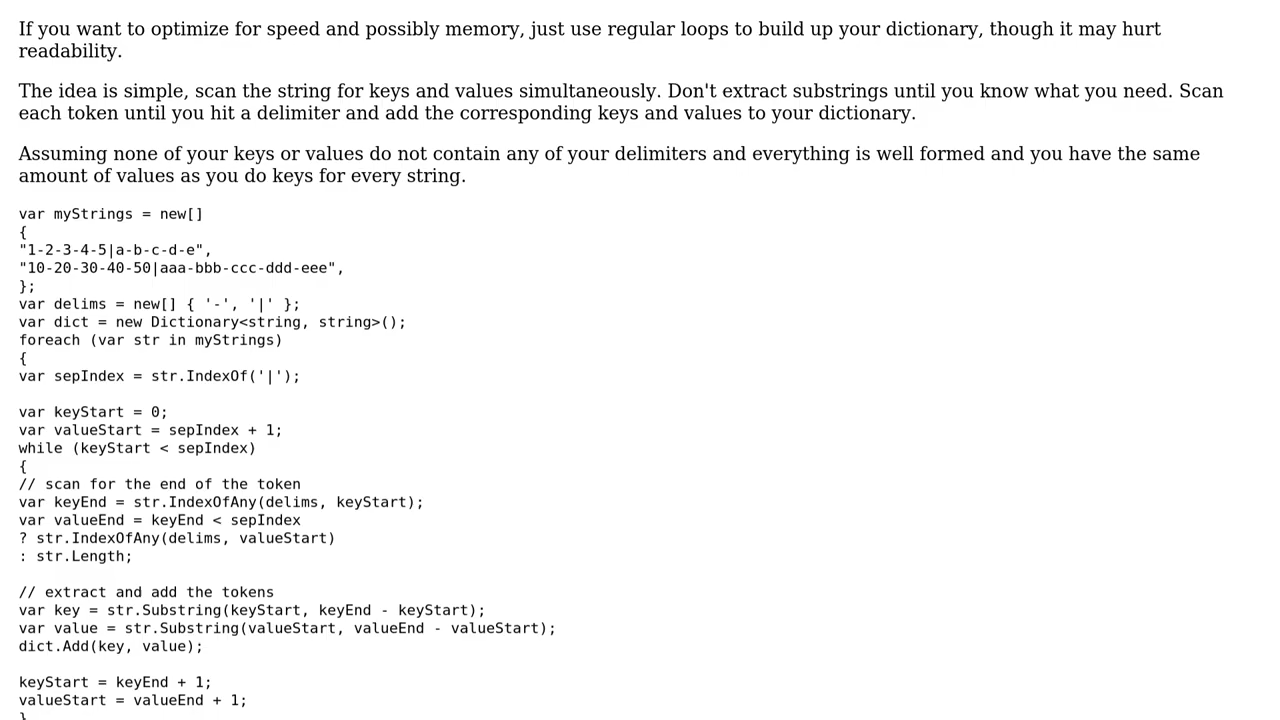 If you want to optimize for speed and possibly memory, just use regular loops to build up your dictionary, though it may hurt
readability.
The idea is simple, scan the string for keys and values simultaneously. Don't extract substrings until you know what you need. Scan
each token until you hit a delimiter and add the corresponding keys and values to your dictionary.
Assuming none of your keys or values do not contain any of your delimiters and everything is well formed and you have the same
amount of values as you do keys for every string.
var myStrings = new[]
{
"1-2-3-4-5|a-b-c-d-e",
"10-20-30-40-50|aaa-bbb-ccc-ddd-eee",
};
var delims = new[] { '-', '|' };
var dict = new Dictionary<string, string>();
foreach (var str in myStrings)
{
var sepIndex = str.IndexOf('|');
var keyStart = 0;
var valueStart = sepIndex + 1;
while (keyStart < sepIndex)
{
// scan for the end of the token
var keyEnd = str.IndexOfAny(delims, keyStart);
var valueEnd = keyEnd < sepIndex
? str.IndexOfAny(delims, valueStart)
: str.Length;
// extract and add the tokens
var key = str.Substring(keyStart, keyEnd - keyStart);
var value = str.Substring(valueStart, valueEnd - valueStart);
dict.Add(key, value);
keyStart = keyEnd + 1;
valueStart = valueEnd + 1;
}